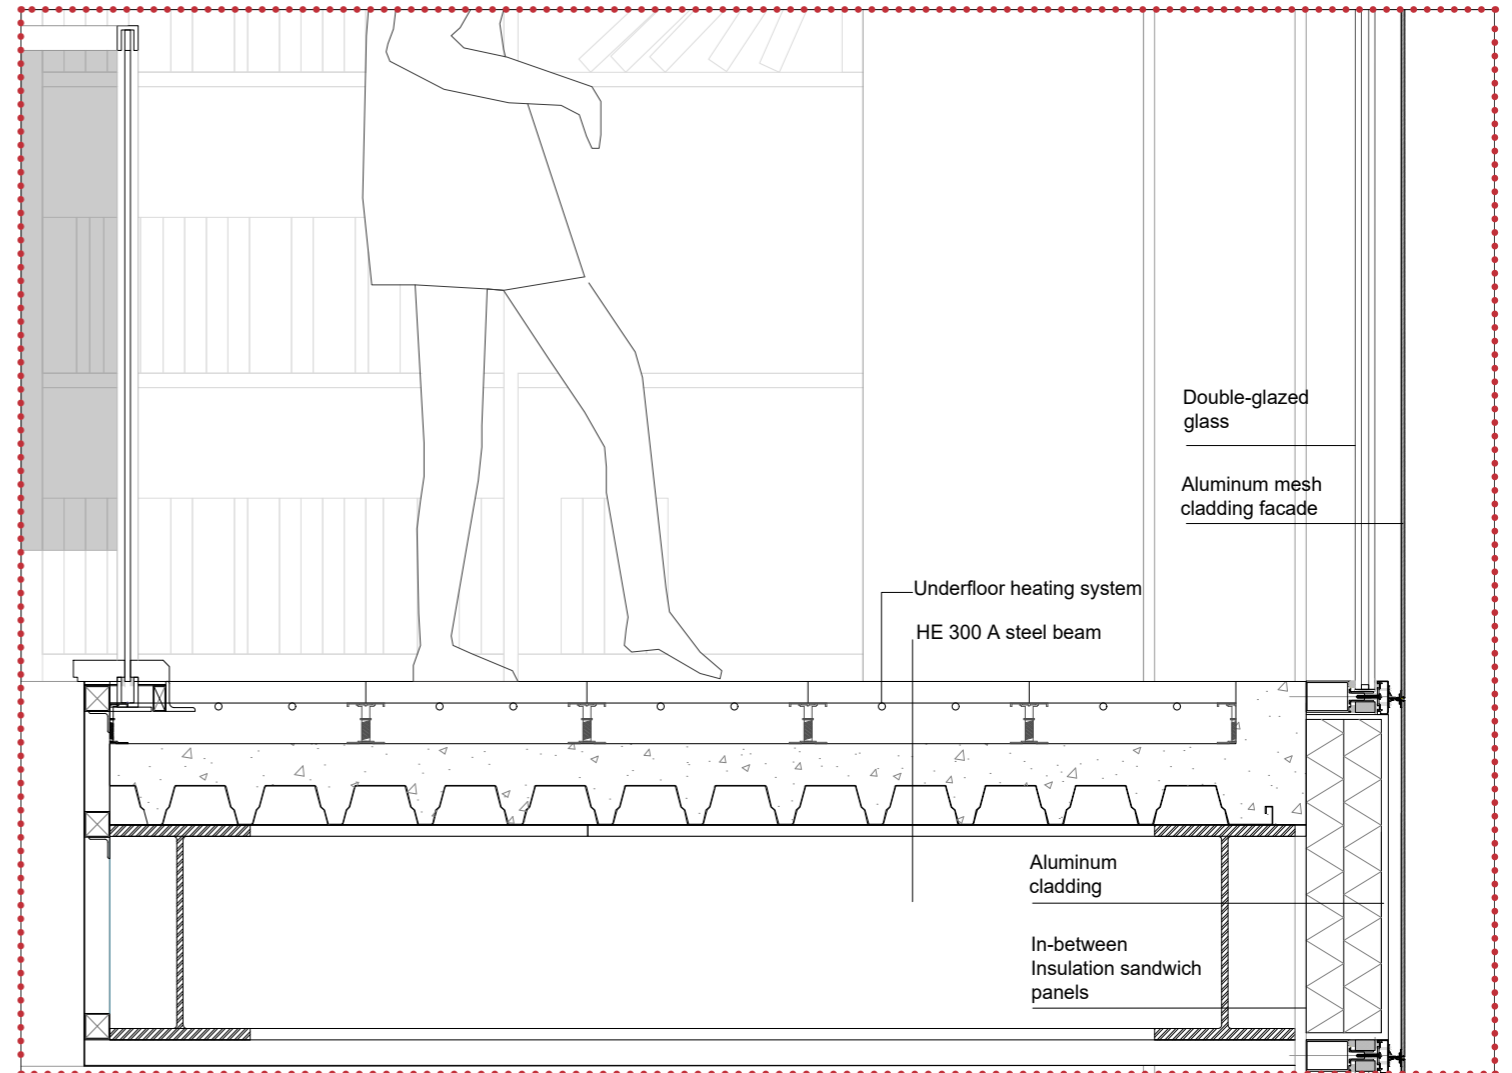 Double-glazed
glass
Aluminum mesh
cladding facade
Underfloor heating system
HE 300 A steel beam
Aluminum
cladding
In-between
Insulation sandwich
panels